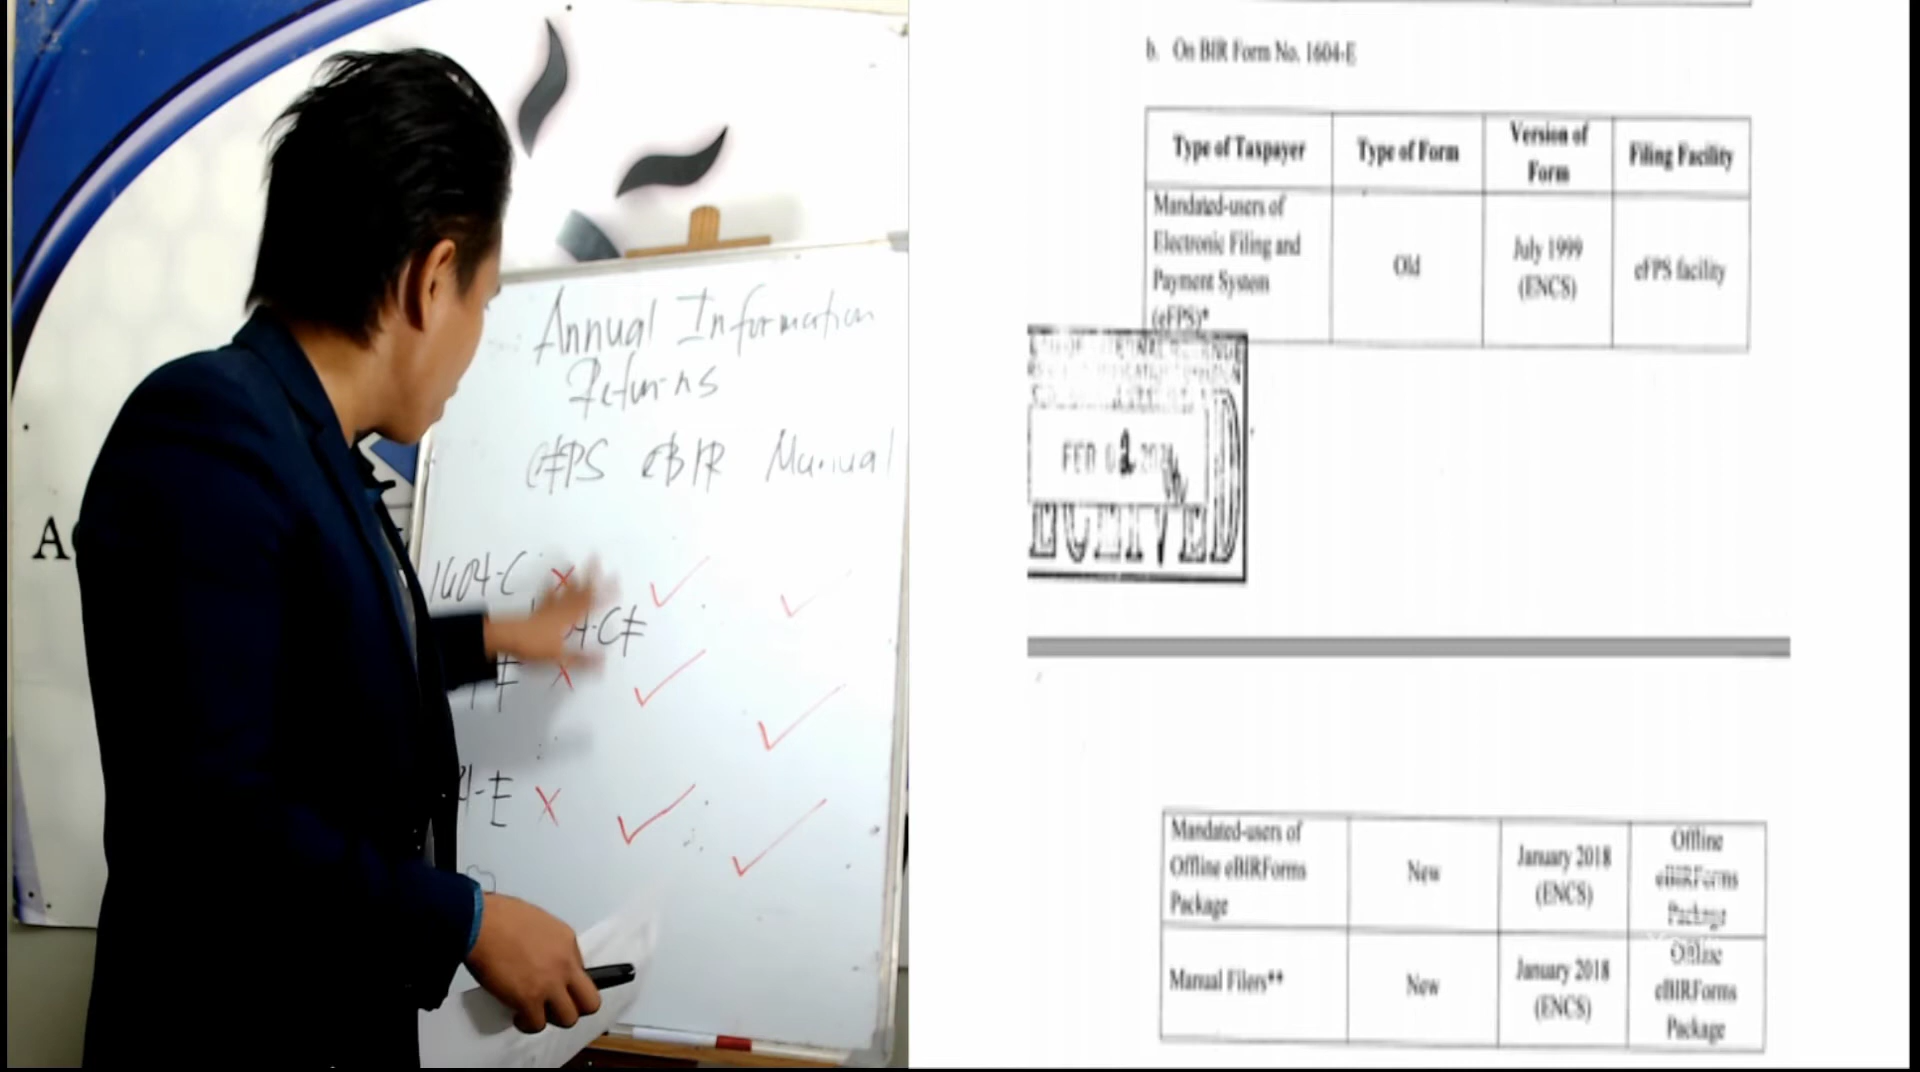 A
Annual Information
Returns
eFPS eBIR Manual
1604-C X ✓ ✓
-CF
F X ✓ ✓
-E X ✓ ✓
b. On BIR Form No. 1604-E
Type of Taxpayer Type of Form Version of Form Filing Facility
Mandated-users of
Electronic Filing and
Payment System
(eFPS)*
Old
July 1999
(ENCS)
eFPS facility
FEB
ECEIVED
Mandated-users of
Offline eBIRForms
Package
New
January 2018
(ENCS)
Offline
eBIRForms
Package
Manual Filers**
New
January 2018
(ENCS)
Offline
eBIRForms
Package